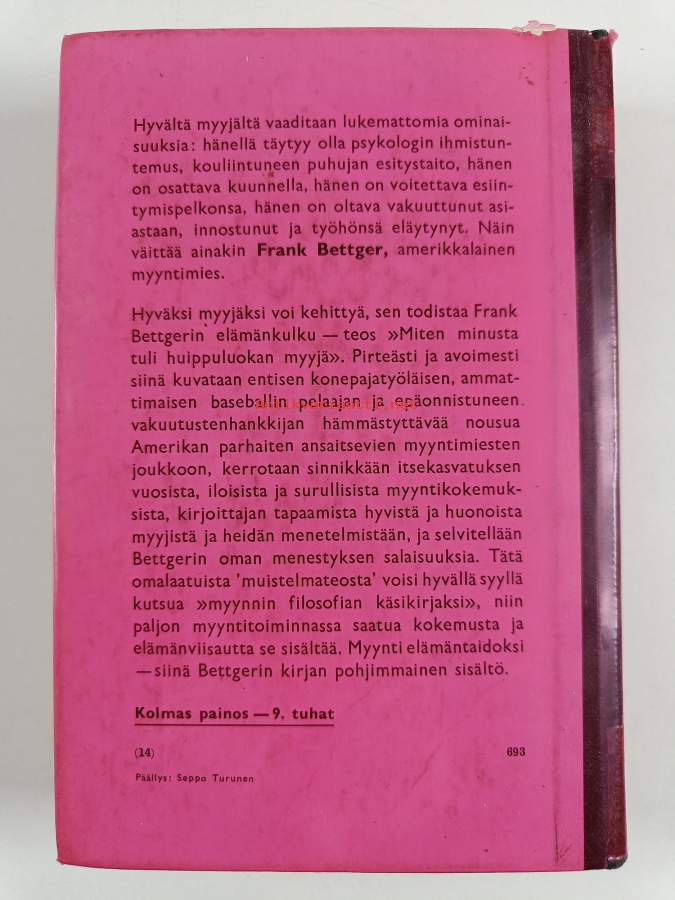 Hyvältä myyjältä vaaditaan lukemattomia ominai-
suuksia: hänellä täytyy olla psykologin ihmistun-
temus, kouliintuneen puhujan esitystaito, hänen
on osattava kuunnella, hänen on voitettava esiin-
tymispelkonsa, hänen on oltava vakuuttunut asi-
astaan, innostunut ja työhönsä eläytynyt. Näin
väittää ainakin Frank Bettger, amerikkalainen
myyntimies.
Hyväksi myyjäksi voi kehittyä, sen todistaa Frank
Bettgerin elämänkulku — teos »Miten minusta
tuli huippuluokan myyjä». Pirteästi ja avoimesti
siinä kuvataan entisen konepajatyöläisen, ammat-
timaisen baseballin pelaajan ja epäonnistuneen
vakuutustenhankkijan hämmästyttävää nousua
Amerikan parhaiten ansaitsevien myyntimiesten
joukkoon, kerrotaan sinnikkään itsekasvatuksen
vuosista, iloisista ja surullisista myyntikokemuk-
sista, kirjoittajan tapaamista hyvistä ja huonoista
myyjistä ja heidän menetelmistään, ja selvitellään
Bettgerin oman menestyksen salaisuuksia. Tätä
omalaatuista 'muistelmateosta' voisi hyvällä syyllä
kutsua »myynnin filosofian käsikirjaksi», niin
paljon myyntitoiminnassa saatua kokemusta ja
elämänviisautta se sisältää. Myynti elämäntaidoksi
— siinä Bettgerin kirjan pohjimmainen sisältö.
Kolmas painos — 9. tuhat
(14) 693
Päällys: Seppo Turunen